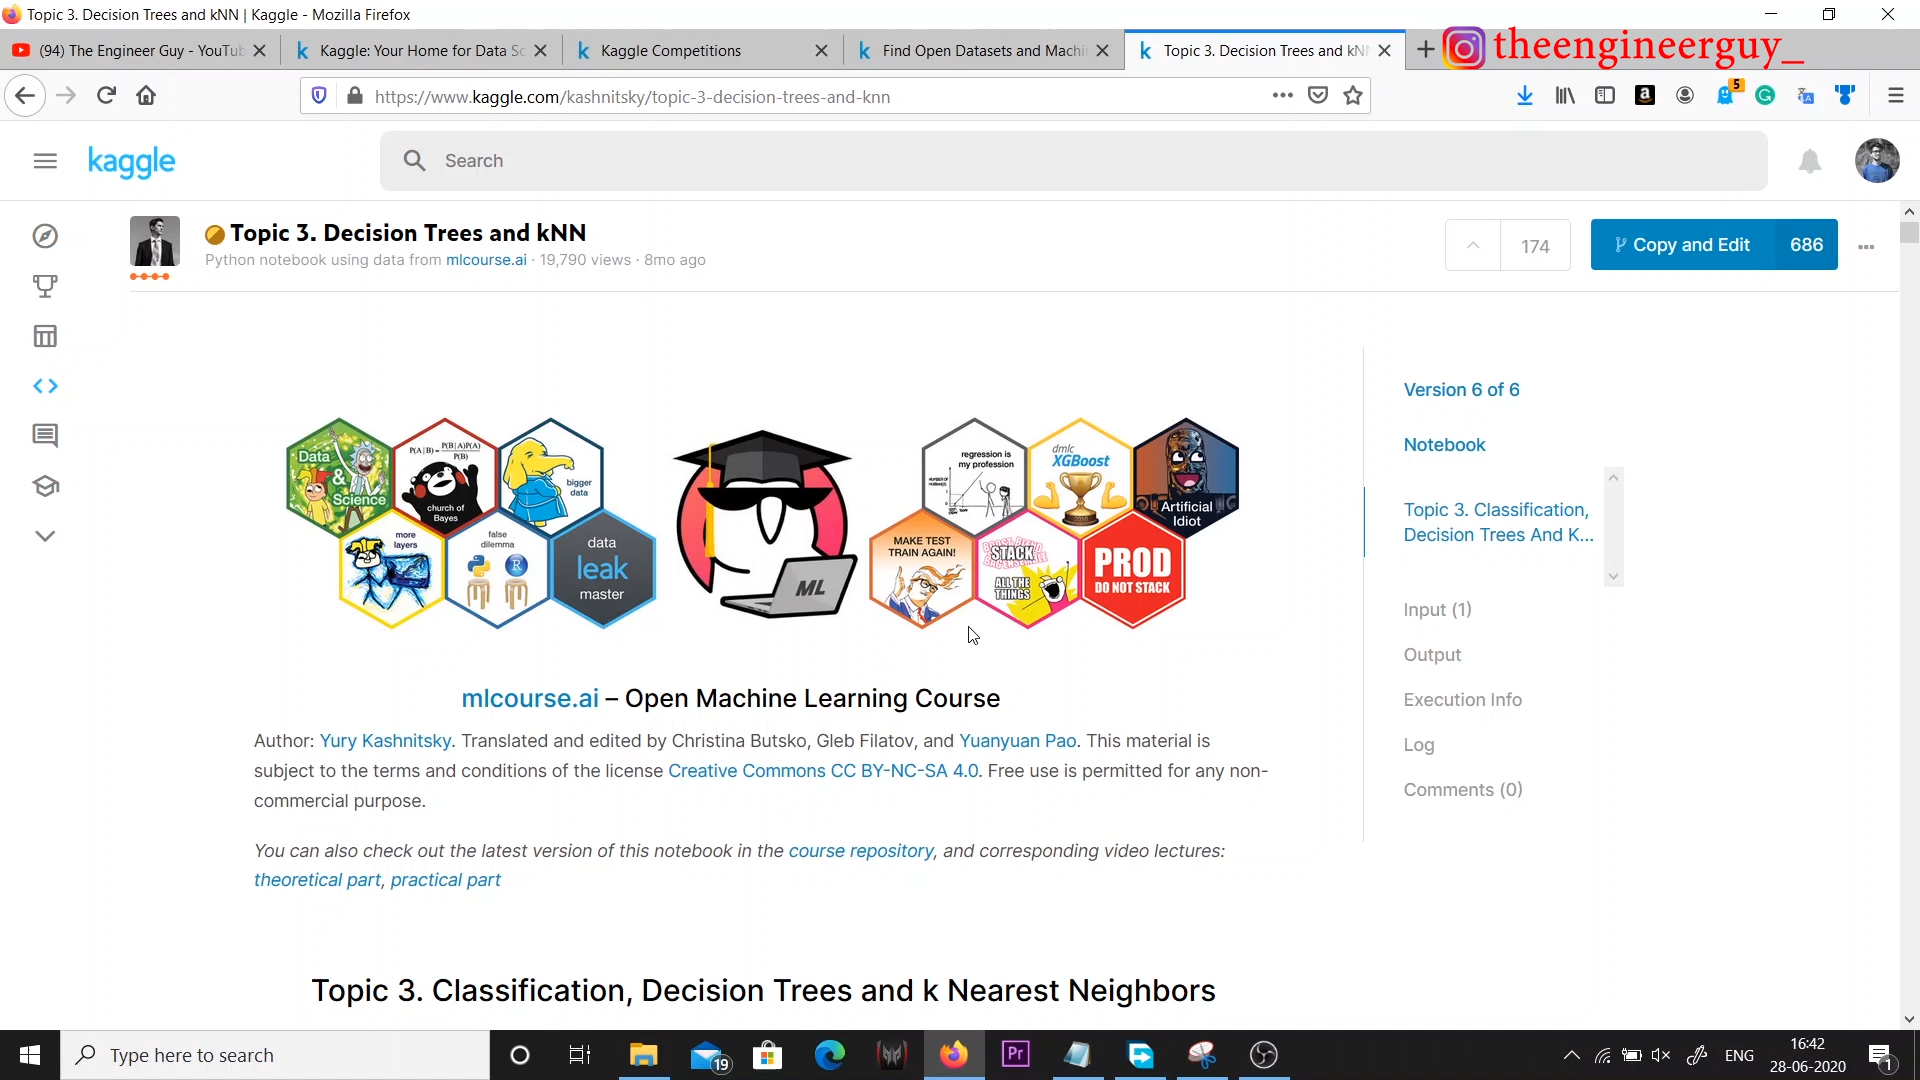 Topic 3. Decision Trees and kNN | Kaggle - Mozilla Firefox
(94) The Engineer Guy - YouTub
Kaggle: Your Home for Data Sc
Kaggle Competitions
Find Open Datasets and Machi
Topic 3. Decision Trees and kN
theengineerguy_
https://www.kaggle.com/kashnitsky/topic-3-decision-trees-and-knn
5
kaggle
Search
Topic 3. Decision Trees and kNN
Python notebook using data from mlcourse.ai · 19,790 views · 8mo ago
174
Copy and Edit 686
Version 6 of 6
Notebook
Topic 3. Classification,
Decision Trees And K...
Input (1)
Output
Execution Info
Log
Comments (0)
Data
&
Science
P(A|B) = P(B|A)P(A)
P(B)
church of
Bayes
bigger
data
more
layers
false
dilemma
R
data
leak
master
ML
regression is
my profession
dmlc
XGBoost
Artificial
Idiot
MAKE TEST
TRAIN AGAIN!
STACK
ALL THE
THINGS
PROD
DO NOT STACK
mlcourse.ai – Open Machine Learning Course
Author: Yury Kashnitsky. Translated and edited by Christina Butsko, Gleb Filatov, and Yuanyuan Pao. This material is
subject to the terms and conditions of the license Creative Commons CC BY-NC-SA 4.0. Free use is permitted for any non-
commercial purpose.
You can also check out the latest version of this notebook in the course repository, and corresponding video lectures:
theoretical part, practical part
Topic 3. Classification, Decision Trees and k Nearest Neighbors
Type here to search
19
Pr
ENG
16:42
28-06-2020
1